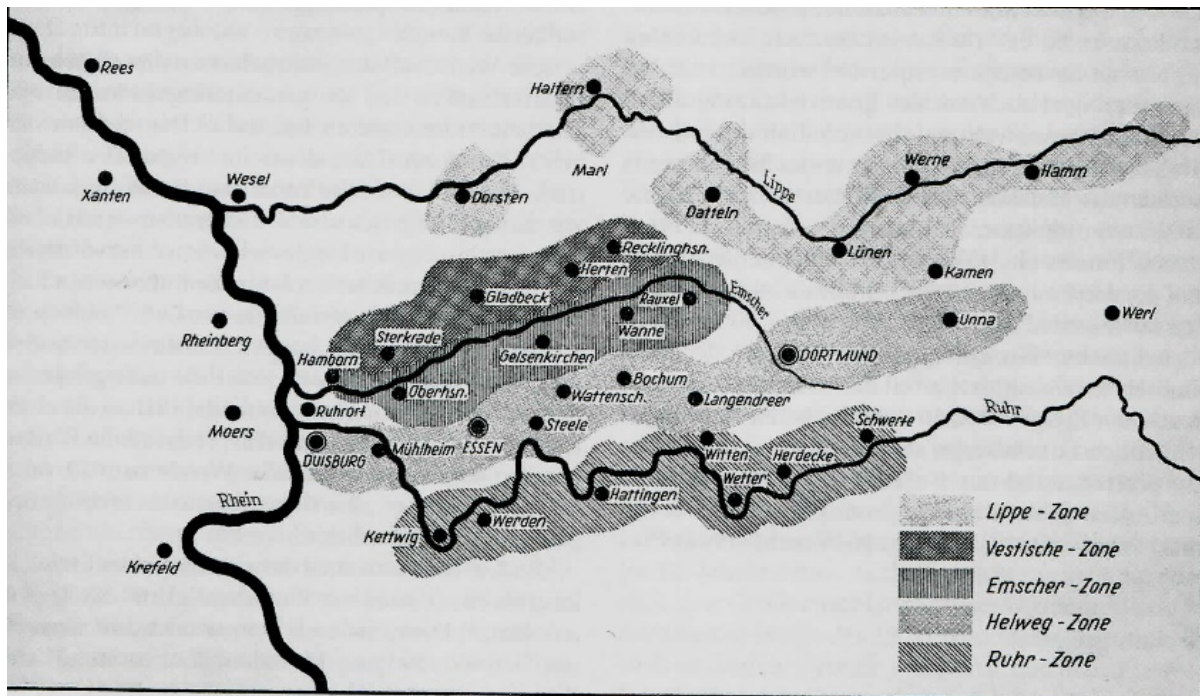 Rees
Haltern
Xanten
Wesel
Dorsten
Marl
Lippe
Datteln
Werne
Hamm
Lünen
Kamen
Recklinghsn.
Herten
Gladbeck
Rauxel
Emscher
Wanne
Unna
Werl
Rheinberg
Sterkrade
Hamborn
Gelsenkirchen
DORTMUND
Oberhsn.
Bochum
Wattensch.
Langendreer
Ruhrort
Moers
Steele
Schwerte
Ruhr
DUISBURG
Mühlheim
ESSEN
Witten
Herdecke
Wetter
Hattingen
Rhein
Werden
Kettwig
Krefeld
Lippe - Zone
Vestische - Zone
Emscher - Zone
Helweg - Zone
Ruhr - Zone